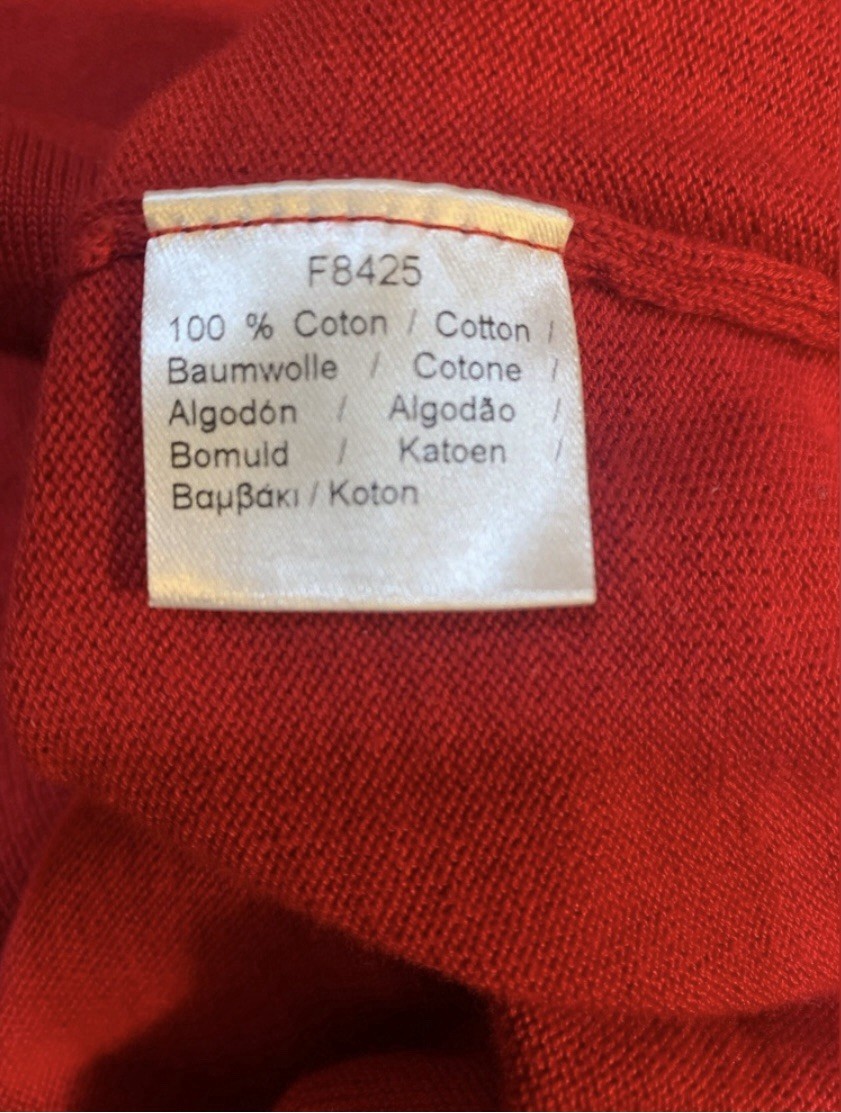 F8425
100 % Coton / Cotton /
Baumwolle / Cotone /
Algodón / Algodão /
Bomuld / Katoen /
Βαμβάκι / Koton